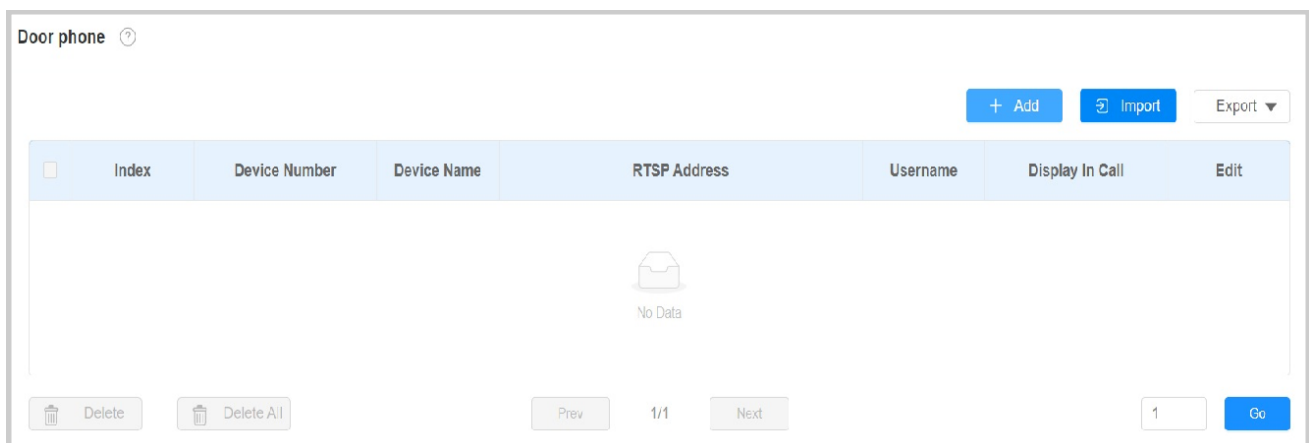 Door phone ?
+ Add Import Export
Index Device Number Device Name RTSP Address Username Display In Call Edit
No Data
Delete Delete All Prev 1/1 Next 1 Go